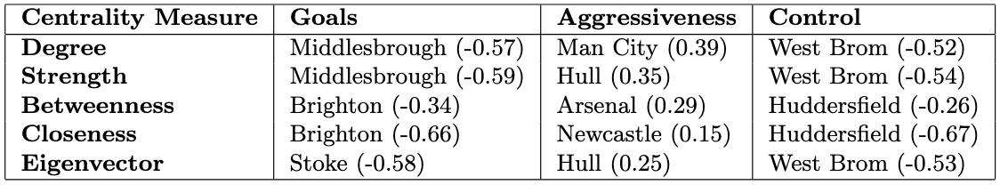 Centrality Measure Goals Aggressiveness Control
Degree Middlesbrough (-0.57) Man City (0.39) West Brom (-0.52)
Strength Middlesbrough (-0.59) Hull (0.35) West Brom (-0.54)
Betweenness Brighton (-0.34) Arsenal (0.29) Huddersfield (-0.26)
Closeness Brighton (-0.66) Newcastle (0.15) Huddersfield (-0.67)
Eigenvector Stoke (-0.58) Hull (0.25) West Brom (-0.53)